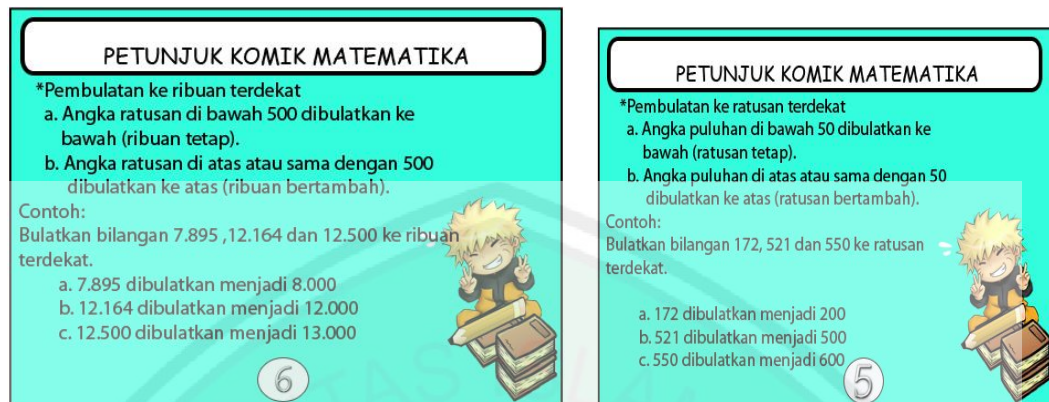 PETUNJUK KOMIK MATEMATIKA
*Pembulatan ke ribuan terdekat
a. Angka ratusan di bawah 500 dibulatkan ke
bawah (ribuan tetap).
b. Angka ratusan di atas atau sama dengan 500
dibulatkan ke atas (ribuan bertambah).
Contoh:
Bulatkan bilangan 7.895 ,12.164 dan 12.500 ke ribuan
terdekat.
a. 7.895 dibulatkan menjadi 8.000
b. 12.164 dibulatkan menjadi 12.000
c. 12.500 dibulatkan menjadi 13.000
6
PETUNJUK KOMIK MATEMATIKA
*Pembulatan ke ratusan terdekat
a. Angka puluhan di bawah 50 dibulatkan ke
bawah (ratusan tetap).
b. Angka puluhan di atas atau sama dengan 50
dibulatkan ke atas (ratusan bertambah).
Contoh:
Bulatkan bilangan 172, 521 dan 550 ke ratusan
terdekat.
a. 172 dibulatkan menjadi 200
b. 521 dibulatkan menjadi 500
c. 550 dibulatkan menjadi 600
5